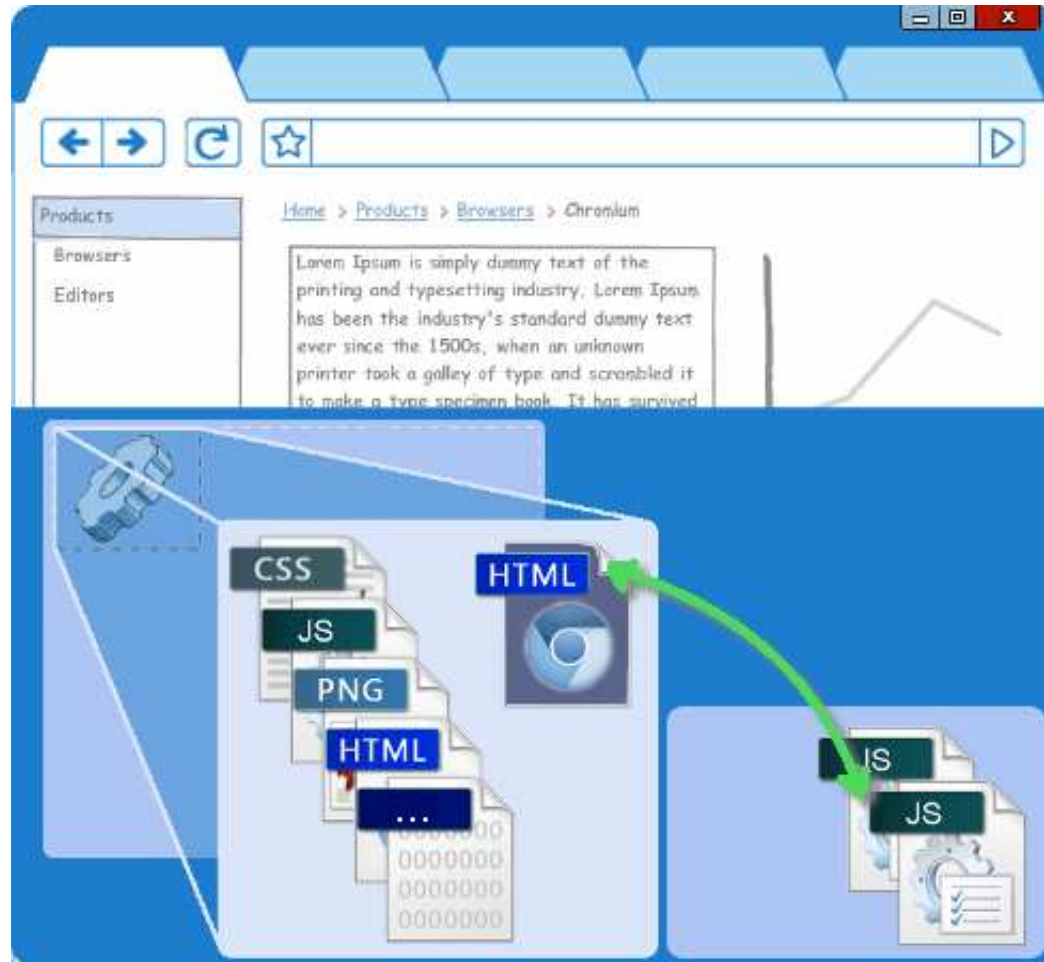 x
Products
Home > Products > Browsers > Chromium
Browsers
Editors
Lorem Ipsum is simply dummy text of the
printing and typesetting industry. Lorem Ipsum
has been the industry's standard dummy text
ever since the 1500s, when an unknown
printer took a galley of type and scrambled it
to make a type specimen book. It has survived
CSS
HTML
JS
PNG
HTML
...
0000000
0000000
0000000
0000000
JS
JS